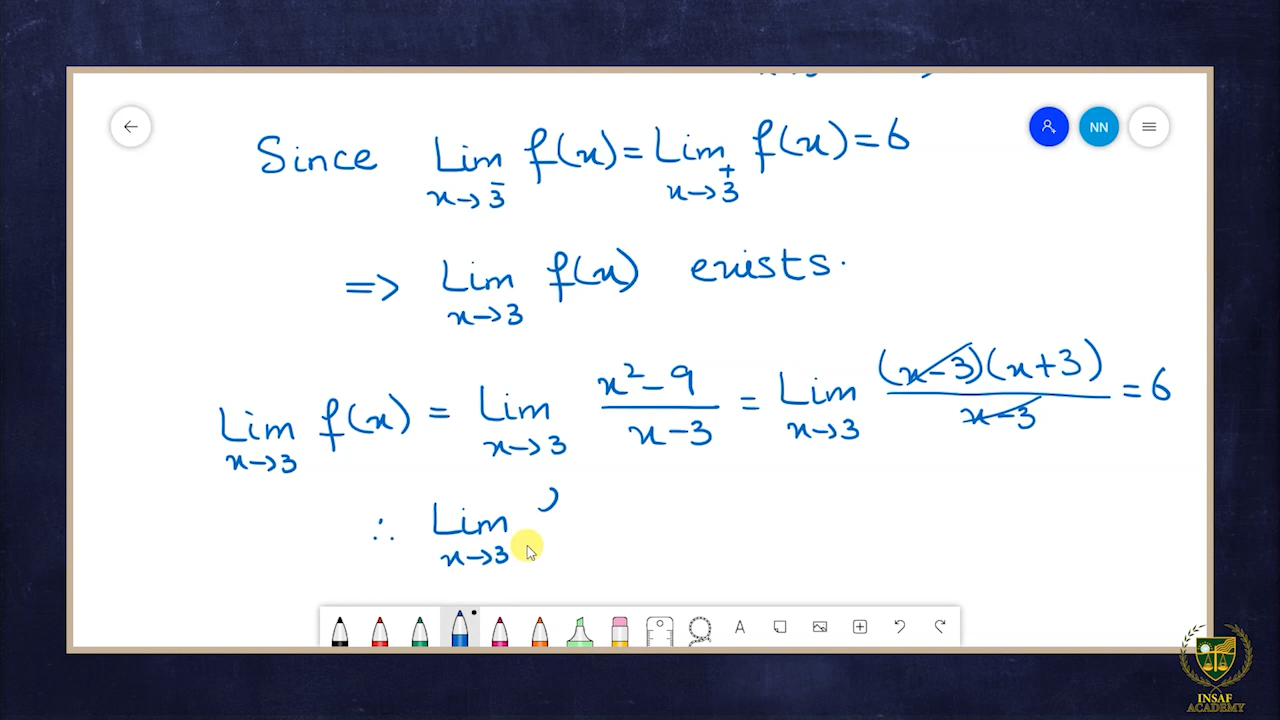 Since Lim x→3⁻ f(x) = Lim x→3⁺ f(x) = 6
=> Lim x→3 f(x) exists.
Lim x→3 f(x) = Lim x→3 (x² - 9)/(x - 3) = Lim x→3 (x - 3)(x + 3)/(x - 3) = 6
∴ Lim x→3
NN
A
INSAF
ACADEMY